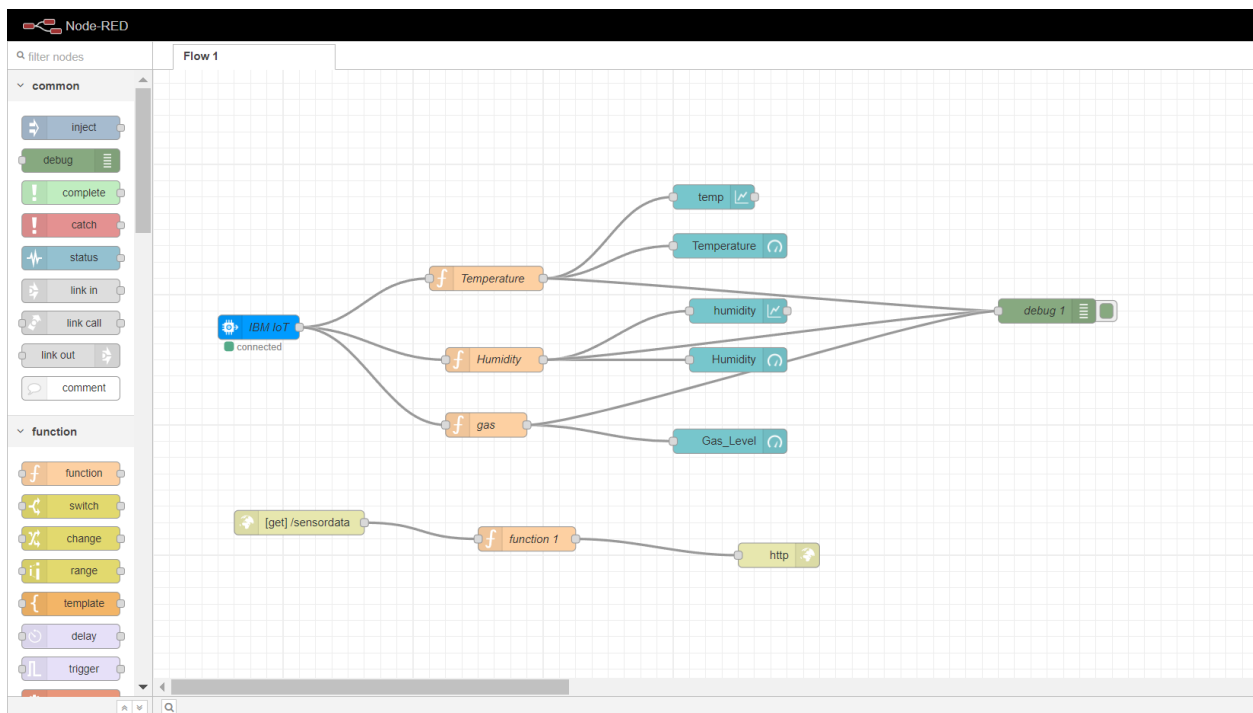 Node-RED
filter nodes
Flow 1
common
inject
debug
complete
catch
status
link in
link call
link out
comment
function
function
switch
change
range
template
delay
trigger
temp
Temperature
Temperature
humidity
debug 1
IBM IoT
connected
Humidity
Humidity
gas
Gas_Level
[get] /sensordata
function 1
http